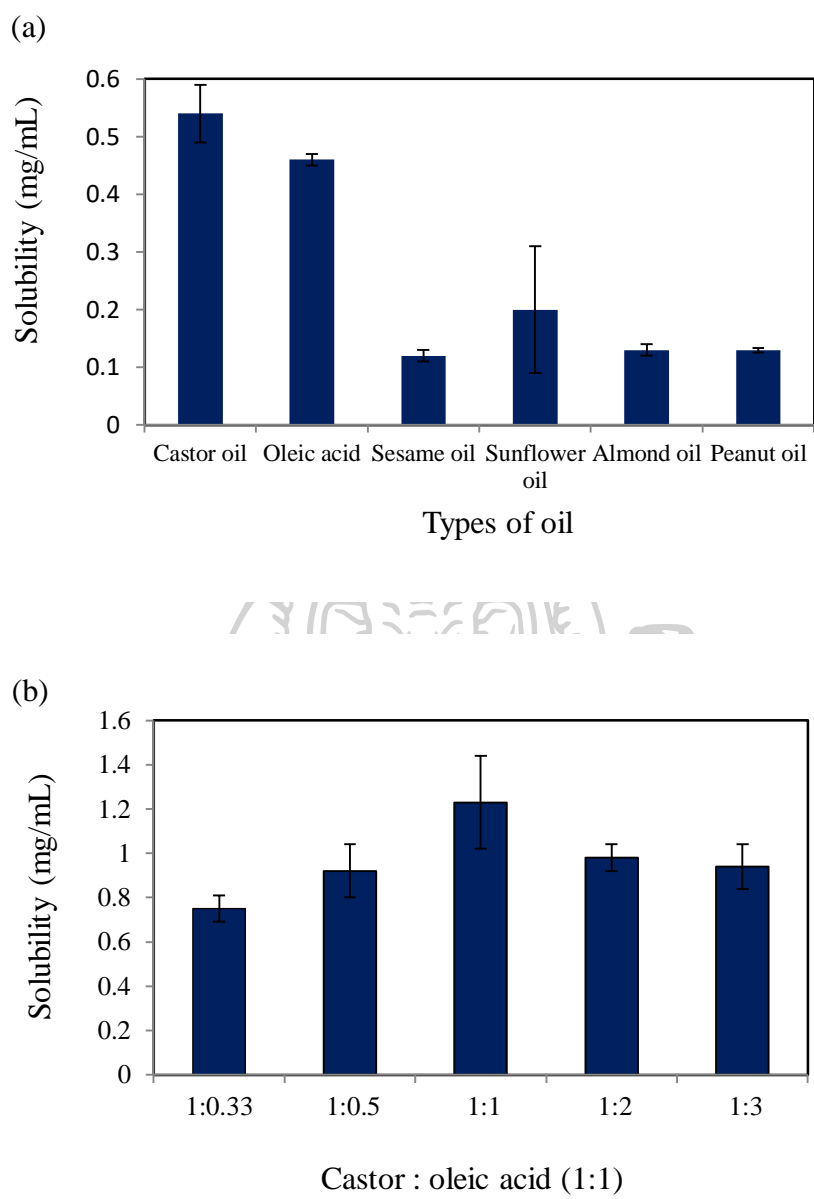 (a)
Solubility (mg/mL)
0.6
0.5
0.4
0.3
0.2
0.1
0
Castor oil Oleic acid Sesame oil Sunflower oil Almond oil Peanut oil
Types of oil
(b)
Solubility (mg/mL)
1.6
1.4
1.2
1
0.8
0.6
0.4
0.2
0
1:0.33 1:0.5 1:1 1:2 1:3
Castor : oleic acid (1:1)